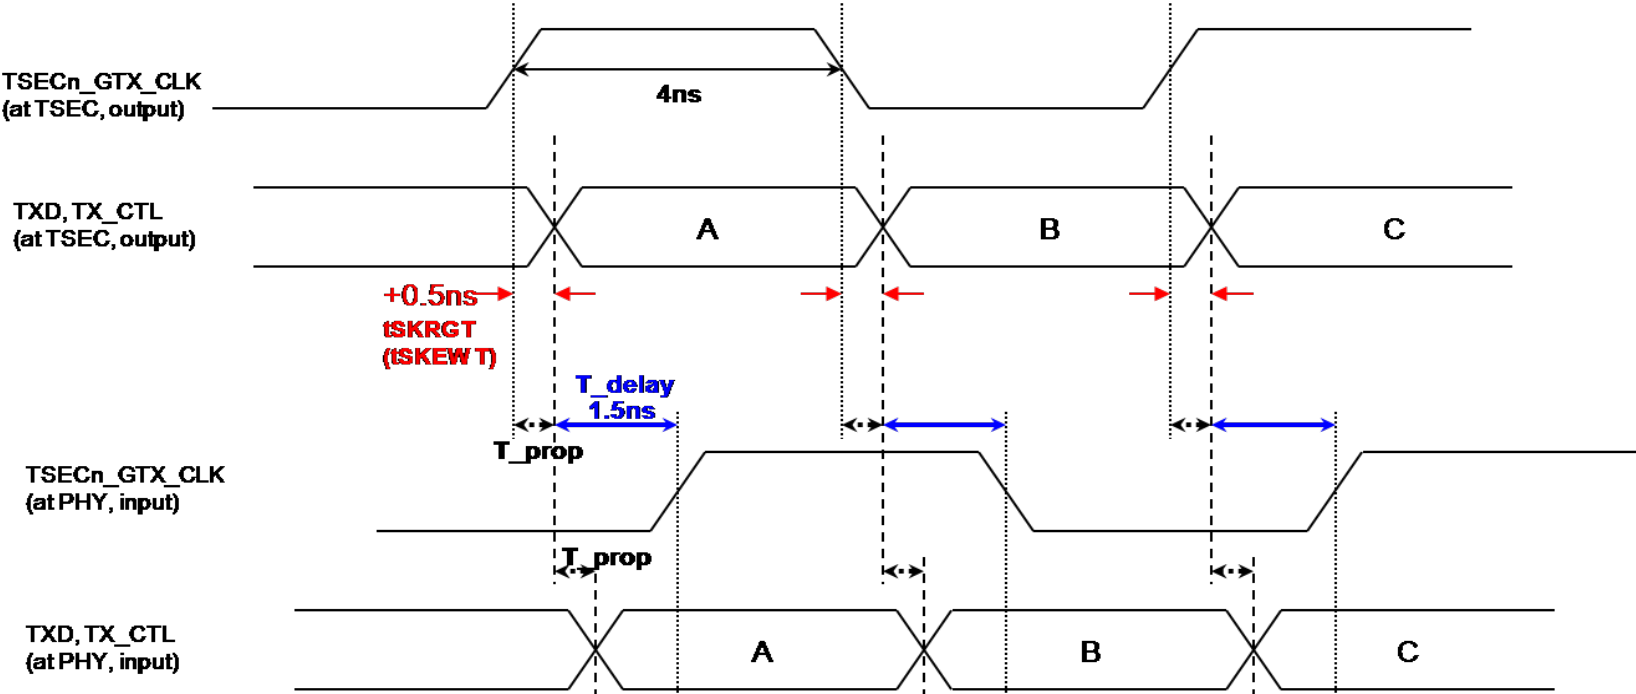 TSECn_GTX_CLK
(at TSEC, output)
4ns
TXD, TX_CTL
(at TSEC, output)
A
B
C
+0.5ns
tSKRGT
(tSKEWT)
T_delay
1.5ns
T_prop
TSECn_GTX_CLK
(at PHY, input)
T_prop
TXD, TX_CTL
(at PHY, input)
A
B
C